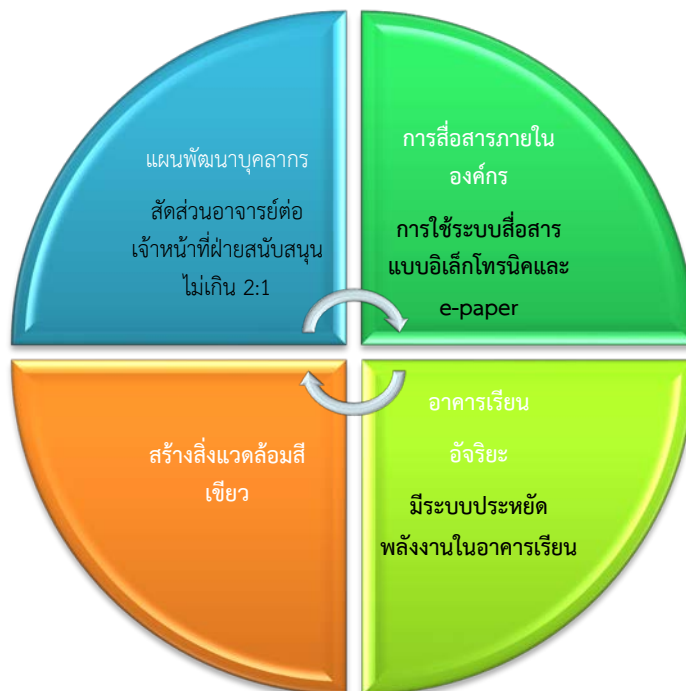 แผนพัฒนาบุคลากร
สัดส่วนอาจารย์ต่อ
เจ้าหน้าที่ฝ่ายสนับสนุน
ไม่เกิน 2:1
การสื่อสารภายใน
องค์กร
การใช้ระบบสื่อสาร
แบบอิเล็กโทรนิคและ
e-paper
สร้างสิ่งแวดล้อมสี
เขียว
อาคารเรียน
อัจริยะ
มีระบบประหยัด
พลังงานในอาคารเรียน